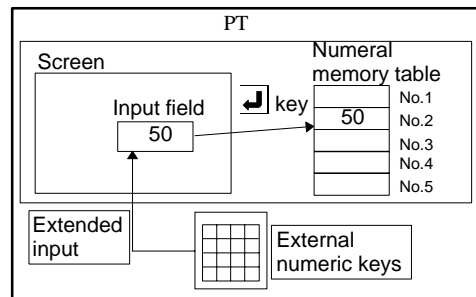 PT
Screen
Numeral
memory table
Input field
50
key
No.1
50
No.2
No.3
No.4
No.5
Extended
input
External
numeric keys